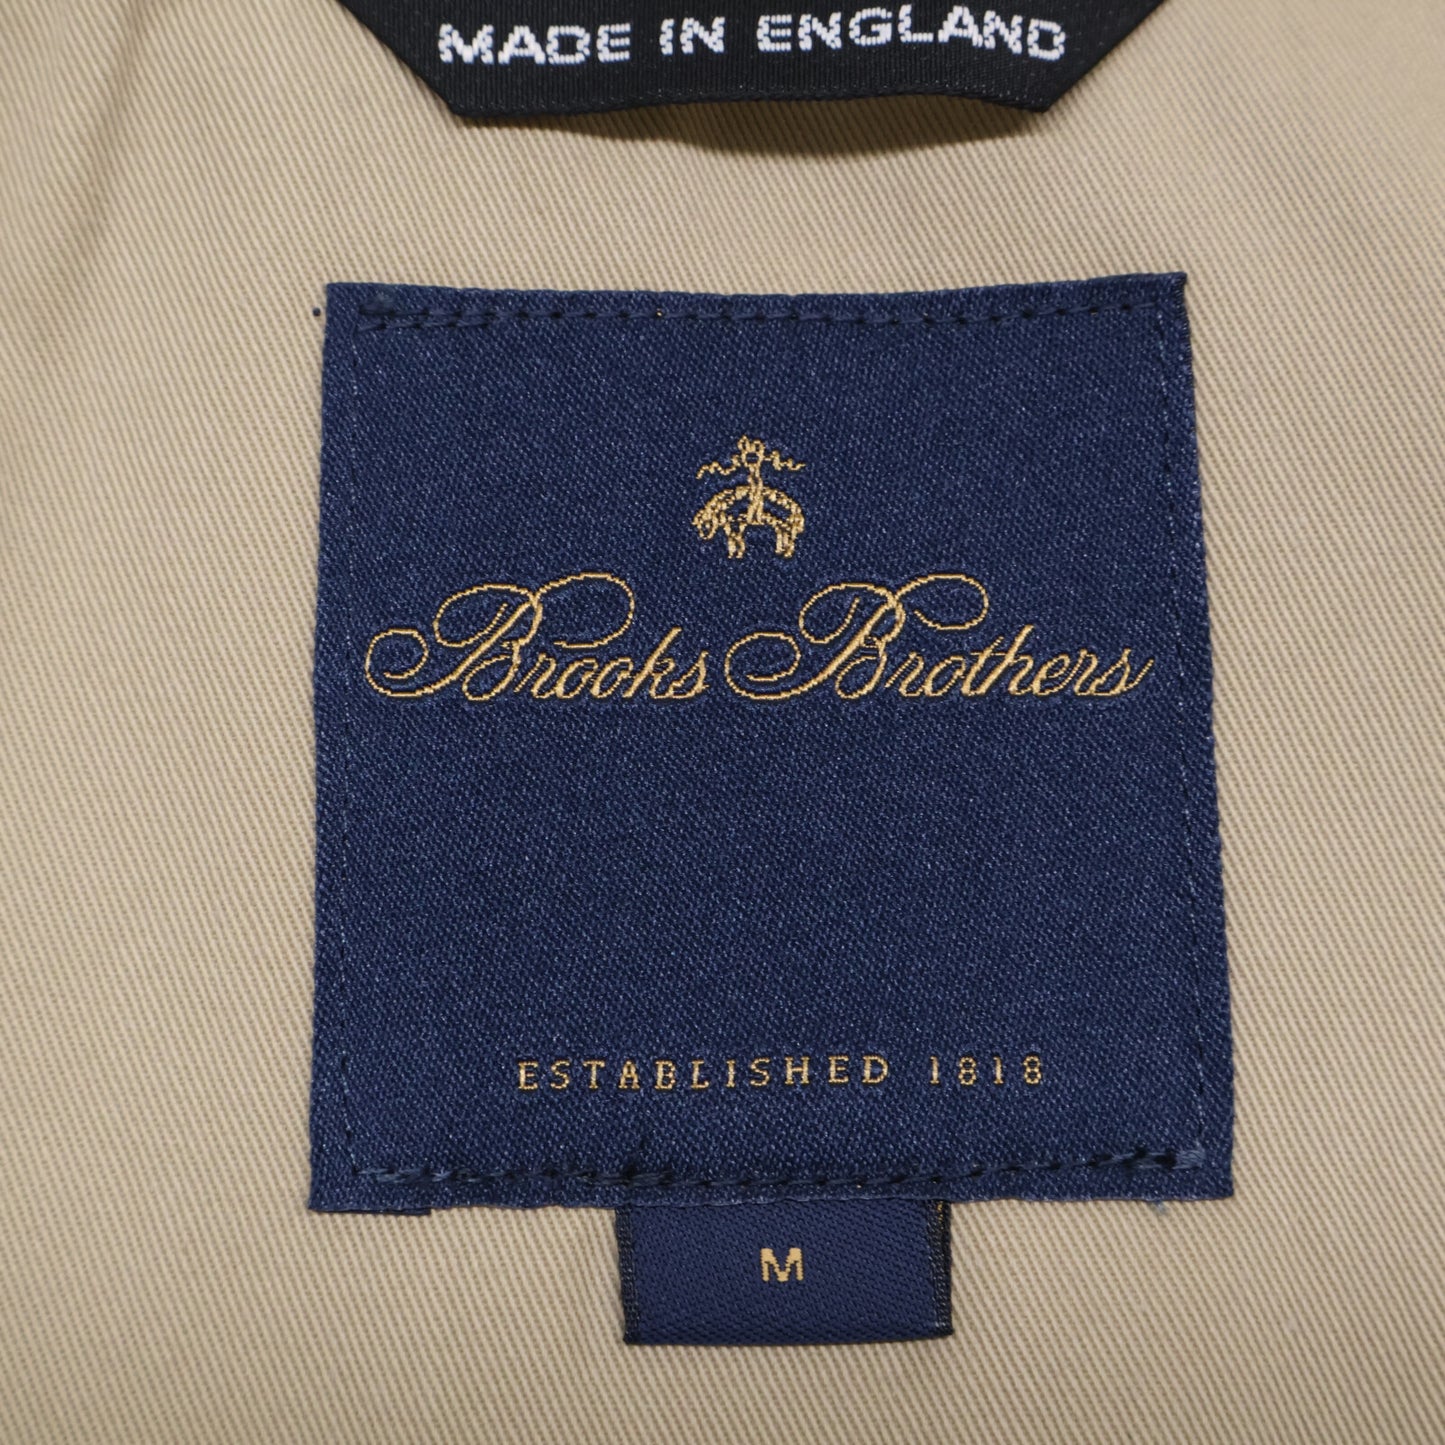 MADE IN ENGLAND
Brooks Brothers
ESTABLISHED 1818
M